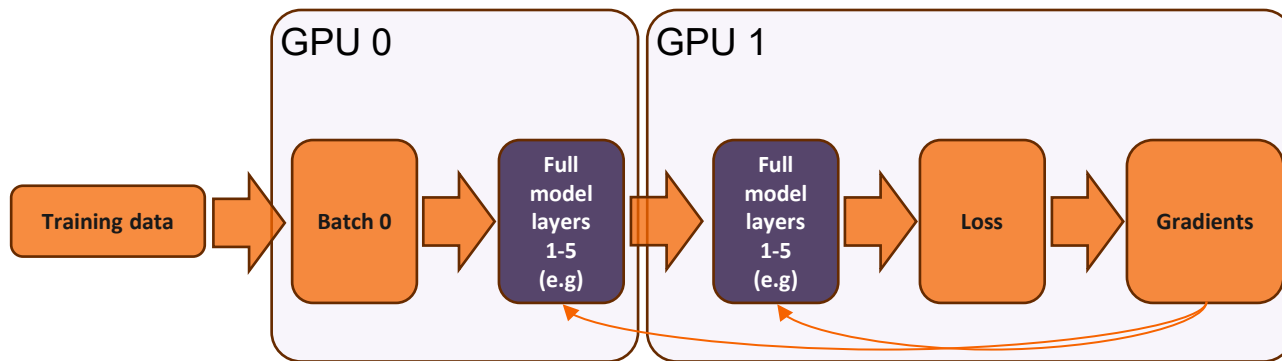 GPU 0
GPU 1
Training data
Batch 0
Full
model
layers
1-5
(e.g)
Full
model
layers
1-5
(e.g)
Loss
Gradients